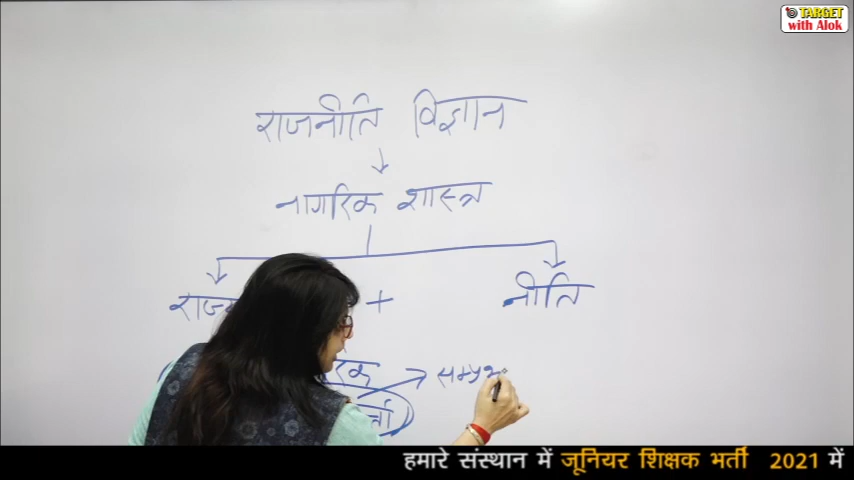 TARGET
with Alok
राजनीति विज्ञान
नागरिक शास्त्र
+ नीति
हमारे संस्थान में जूनियर शिक्षक भर्ती 2021 में